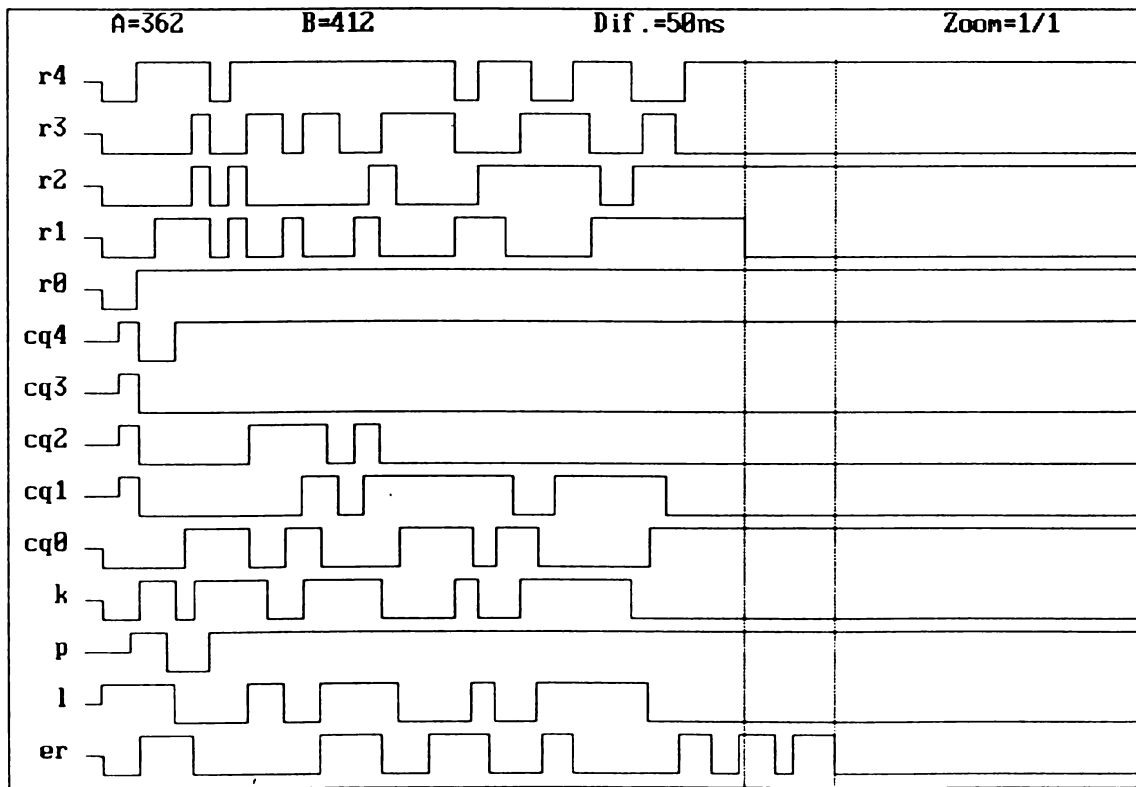 A=362 B=412 Dif.=50ns Zoom=1/1
r4
r3
r2
r1
r0
cq4
cq3
cq2
cq1
cq0
k
p
l
er